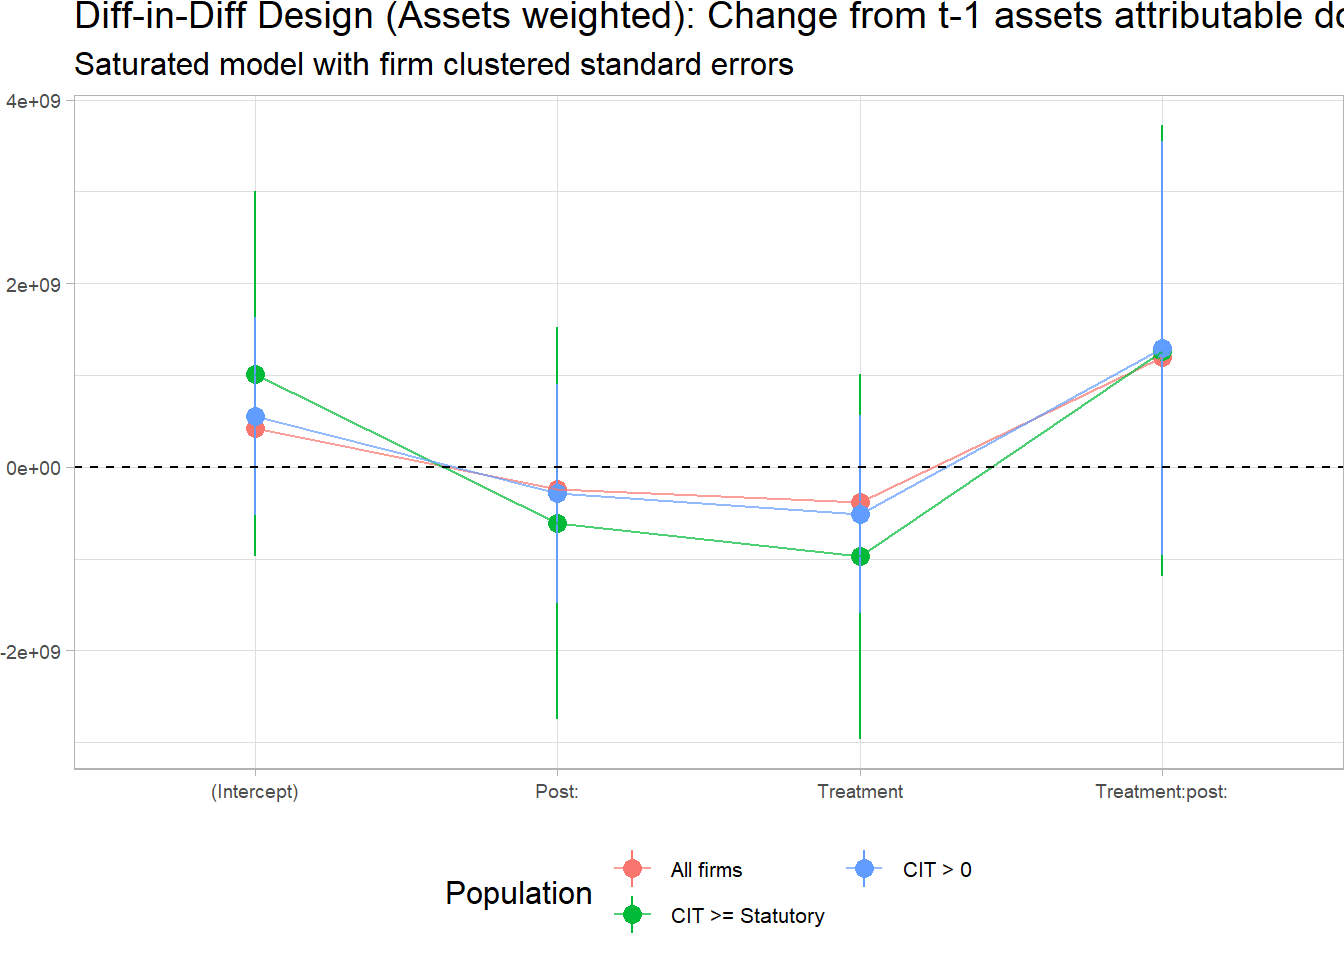 Diff-in-Diff Design (Assets weighted): Change from t-1 assets attributable
Saturated model with firm clustered standard errors
4e+09
2e+09
0e+00
-2e+09
(Intercept) Post: Treatment Treatment:post:
Population
All firms CIT > 0
CIT >= Statutory